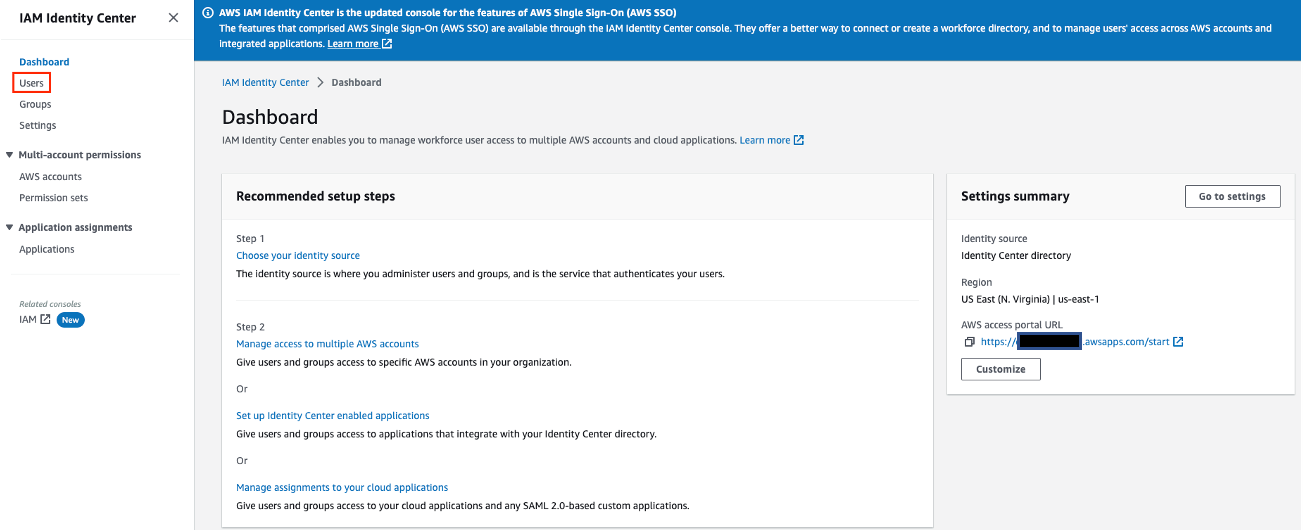 IAM Identity Center
Dashboard
Users
Groups
Settings
Multi-account permissions
AWS accounts
Permission sets
Application assignments
Applications
Related consoles
IAM New
AWS IAM Identity Center is the updated console for the features of AWS Single Sign-On (AWS SSO)
The features that comprised AWS Single Sign-On (AWS SSO) are available through the IAM Identity Center console. They offer a better way to connect or create a workforce directory, and to manage users' access across AWS accounts and
integrated applications. Learn more
IAM Identity Center > Dashboard
Dashboard
IAM Identity Center enables you to manage workforce user access to multiple AWS accounts and cloud applications. Learn more
Recommended setup steps
Step 1
Choose your identity source
The identity source is where you administer users and groups, and is the service that authenticates your users.
Step 2
Manage access to multiple AWS accounts
Give users and groups access to specific AWS accounts in your organization.
Or
Set up Identity Center enabled applications
Give users and groups access to applications that integrate with your Identity Center directory.
Or
Manage assignments to your cloud applications
Give users and groups access to your cloud applications and any SAML 2.0-based custom applications.
Settings summary
Go to settings
Identity source
Identity Center directory
Region
US East (N. Virginia) | us-east-1
AWS access portal URL
https:// .awsapps.com/start
Customize